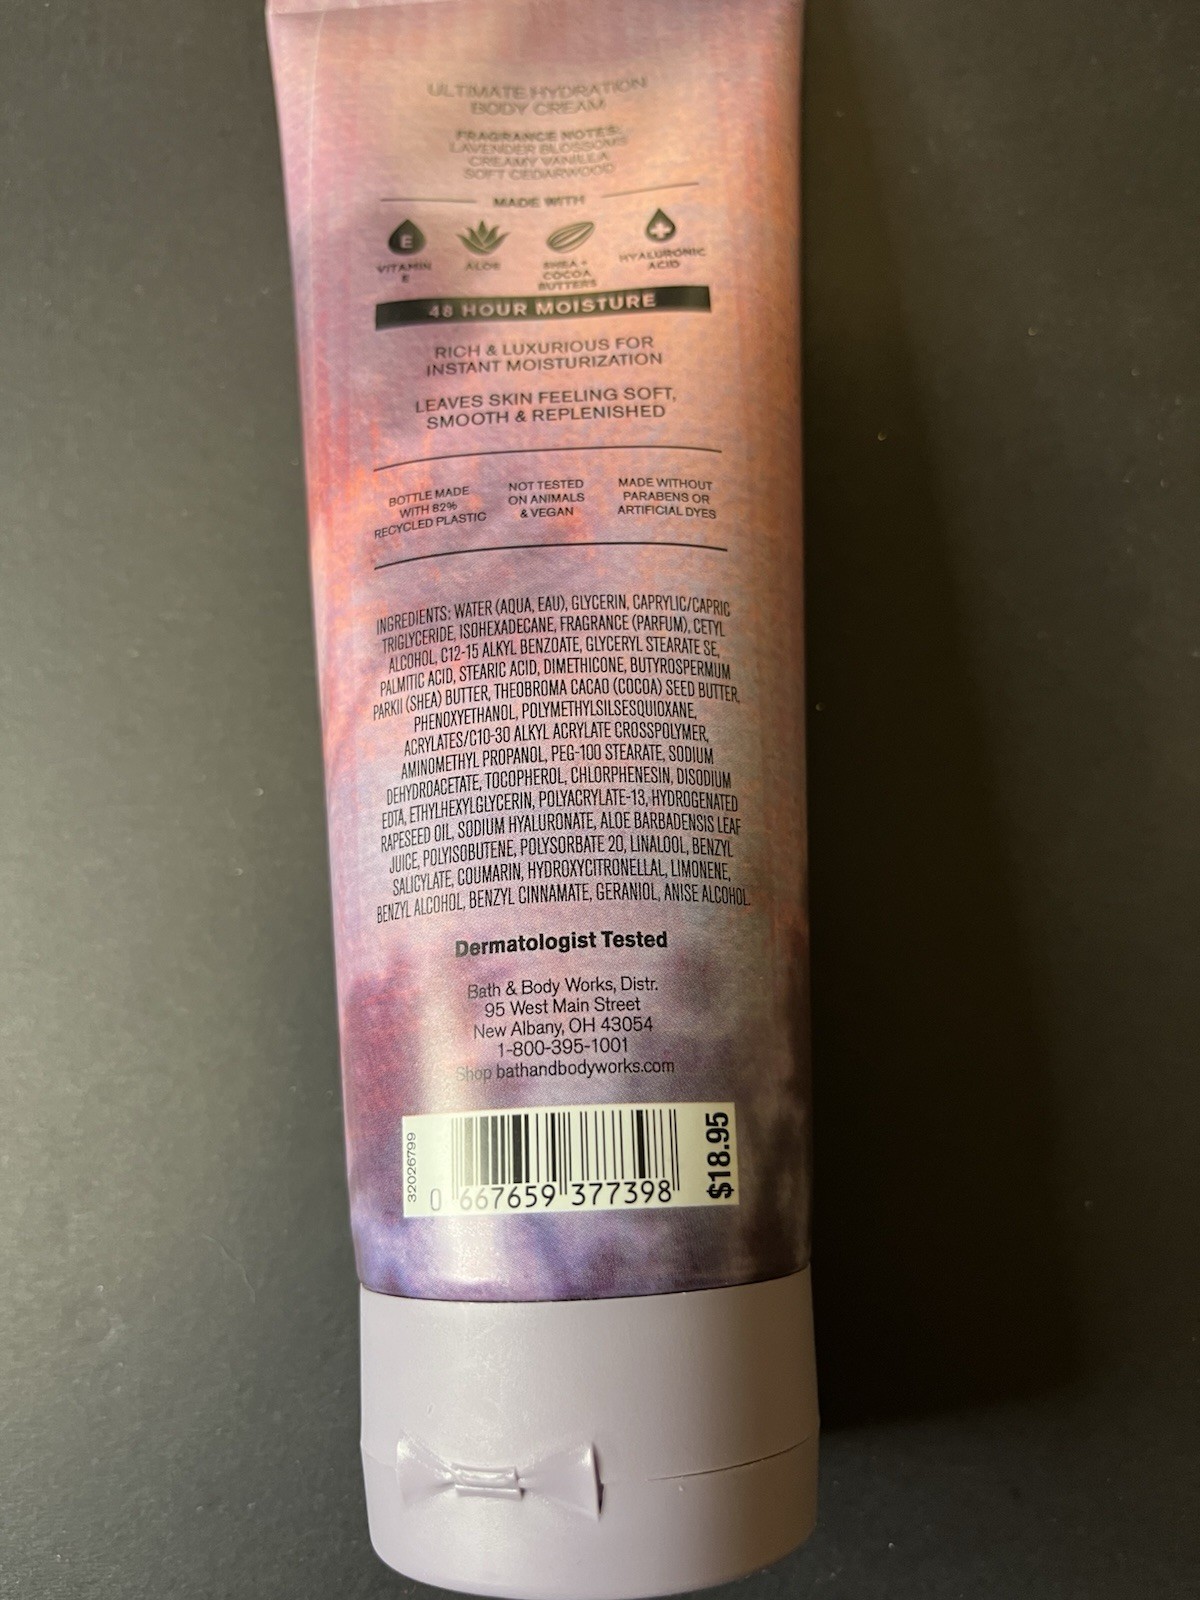 ULTIMATE HYDRATION
BODY CREAM
FRAGRANCE NOTES:
LAVENDER BLOSSOMS
CREAMY VANILLA
SOFT CEDARWOOD
MADE WITH
E
VITAMIN
E
ALOE
SHEA +
COCOA
BUTTERS
HYALURONIC
ACID
48 HOUR MOISTURE
RICH & LUXURIOUS FOR
INSTANT MOISTURIZATION
LEAVES SKIN FEELING SOFT,
SMOOTH & REPLENISHED
BOTTLE MADE
WITH 82%
RECYCLED PLASTIC
NOT TESTED
ON ANIMALS
& VEGAN
MADE WITHOUT
PARABENS OR
ARTIFICIAL DYES
INGREDIENTS: WATER (AQUA, EAU), GLYCERIN, CAPRYLIC/CAPRIC
TRIGLYCERIDE, ISOHEXADECANE, FRAGRANCE (PARFUM), CETYL
ALCOHOL, C12-15 ALKYL BENZOATE, GLYCERYL STEARATE SE,
PALMITIC ACID, STEARIC ACID, DIMETHICONE, BUTYROSPERMUM
PARKII (SHEA) BUTTER, THEOBROMA CACAO (COCOA) SEED BUTTER,
PHENOXYETHANOL, POLYMETHYLSILSESQUIOXANE,
ACRYLATES/C10-30 ALKYL ACRYLATE CROSSPOLYMER,
AMINOMETHYL PROPANOL, PEG-100 STEARATE, SODIUM
DEHYDROACETATE, TOCOPHEROL, CHLORPHENESIN, DISODIUM
EDTA, ETHYLHEXYLGLYCERIN, POLYACRYLATE-13, HYDROGENATED
RAPESEED OIL, SODIUM HYALURONATE, ALOE BARBADENSIS LEAF
JUICE, POLYISOBUTENE, POLYSORBATE 20, LINALOOL, BENZYL
SALICYLATE, COUMARIN, HYDROXYCITRONELLAL, LIMONENE,
BENZYL ALCOHOL, BENZYL CINNAMATE, GERANIOL, ANISE ALCOHOL.
Dermatologist Tested
Bath & Body Works, Distr.
95 West Main Street
New Albany, OH 43054
1-800-395-1001
Shop bathandbodyworks.com
32026799
0 667659 377398
$18.95